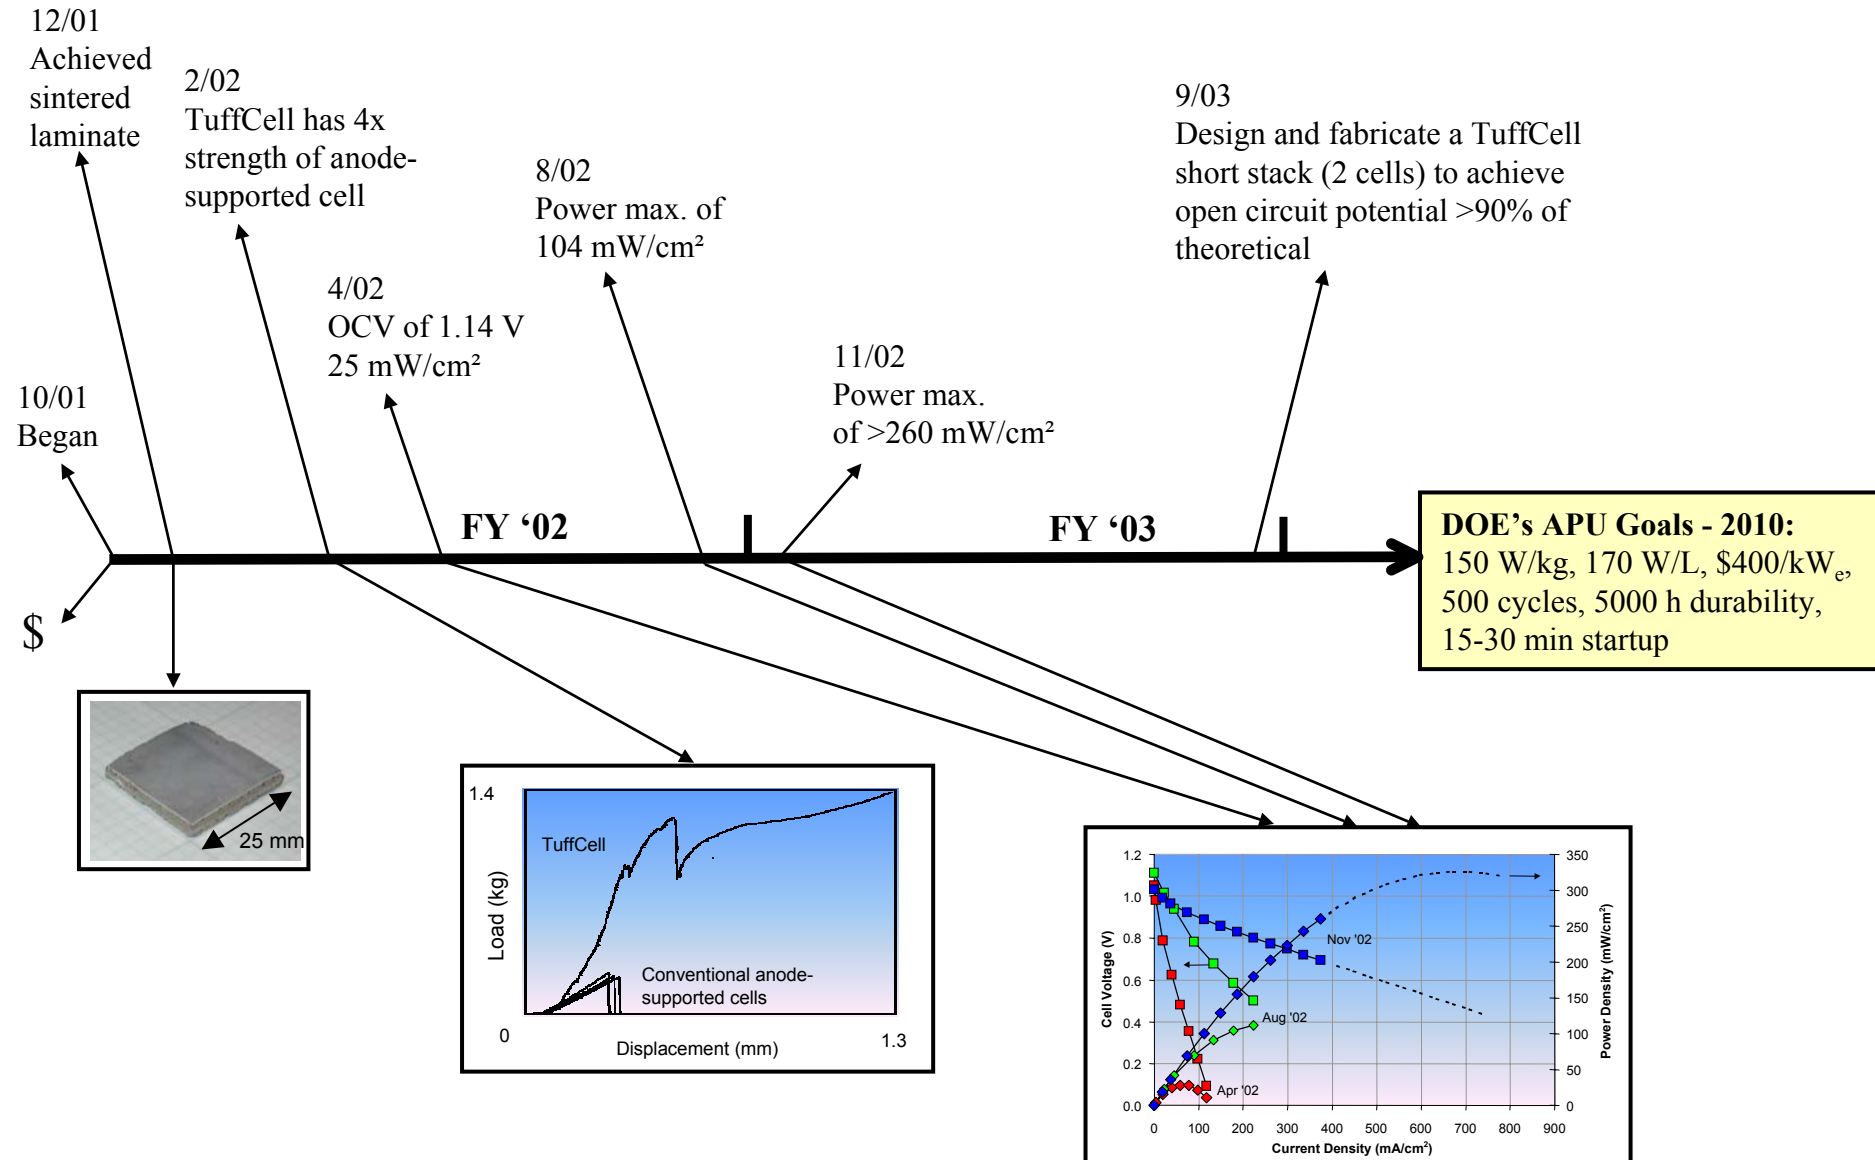 12/01
Achieved
sintered
laminate
2/02
TuffCell has 4x
strength of anode-
supported cell
4/02
OCV of 1.14 V
25 mW/cm²
8/02
Power max. of
104 mW/cm²
11/02
Power max.
of >260 mW/cm²
9/03
Design and fabricate a TuffCell
short stack (2 cells) to achieve
open circuit potential >90% of
theoretical
10/01
Began
FY ‘02
FY ‘03
$
DOE’s APU Goals - 2010:
150 W/kg, 170 W/L, $400/kWe,
500 cycles, 5000 h durability,
15-30 min startup
25 mm
1.4
TuffCell
Load (kg)
Conventional anode-
supported cells
0
Displacement (mm)
1.3
1.2
1.0
0.8
0.6
0.4
0.2
0.0
Cell Voltage (V)
Nov '02
Aug '02
Apr '02
350
300
250
200
150
100
50
0
Power Density (mW/cm²)
0 100 200 300 400 500 600 700 800 900
Current Density (mA/cm²)